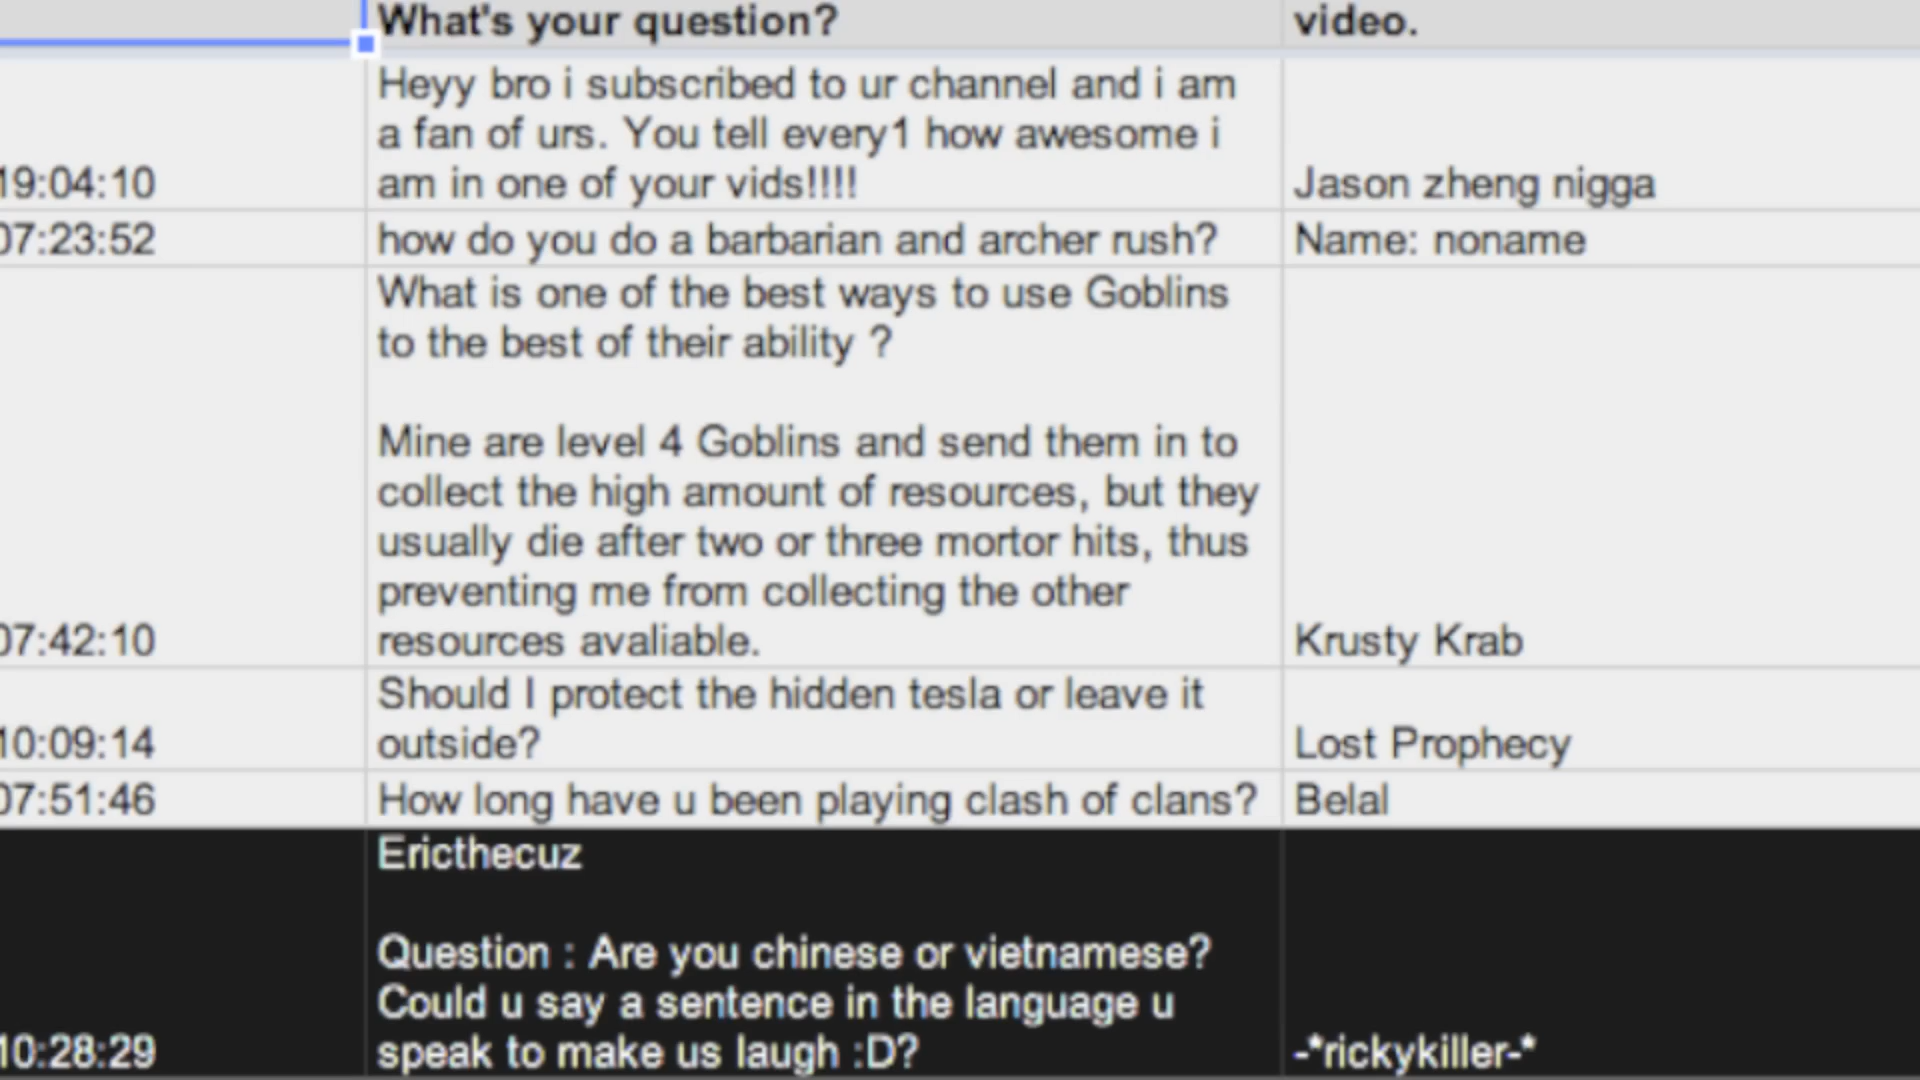 What's your question?
video.
Heyy bro i subscribed to ur channel and i am
a fan of urs. You tell every1 how awesome i
am in one of your vids!!!!
19:04:10
Jason zheng nigga
07:23:52
how do you do a barbarian and archer rush?
Name: noname
What is one of the best ways to use Goblins
to the best of their ability ?
Mine are level 4 Goblins and send them in to
collect the high amount of resources, but they
usually die after two or three mortor hits, thus
preventing me from collecting the other
resources avaliable.
07:42:10
Krusty Krab
Should I protect the hidden tesla or leave it
outside?
10:09:14
Lost Prophecy
07:51:46
How long have u been playing clash of clans?
Belal
Ericthecuz
Question : Are you chinese or vietnamese?
Could u say a sentence in the language u
speak to make us laugh :D?
10:28:29
-*rickykiller-*